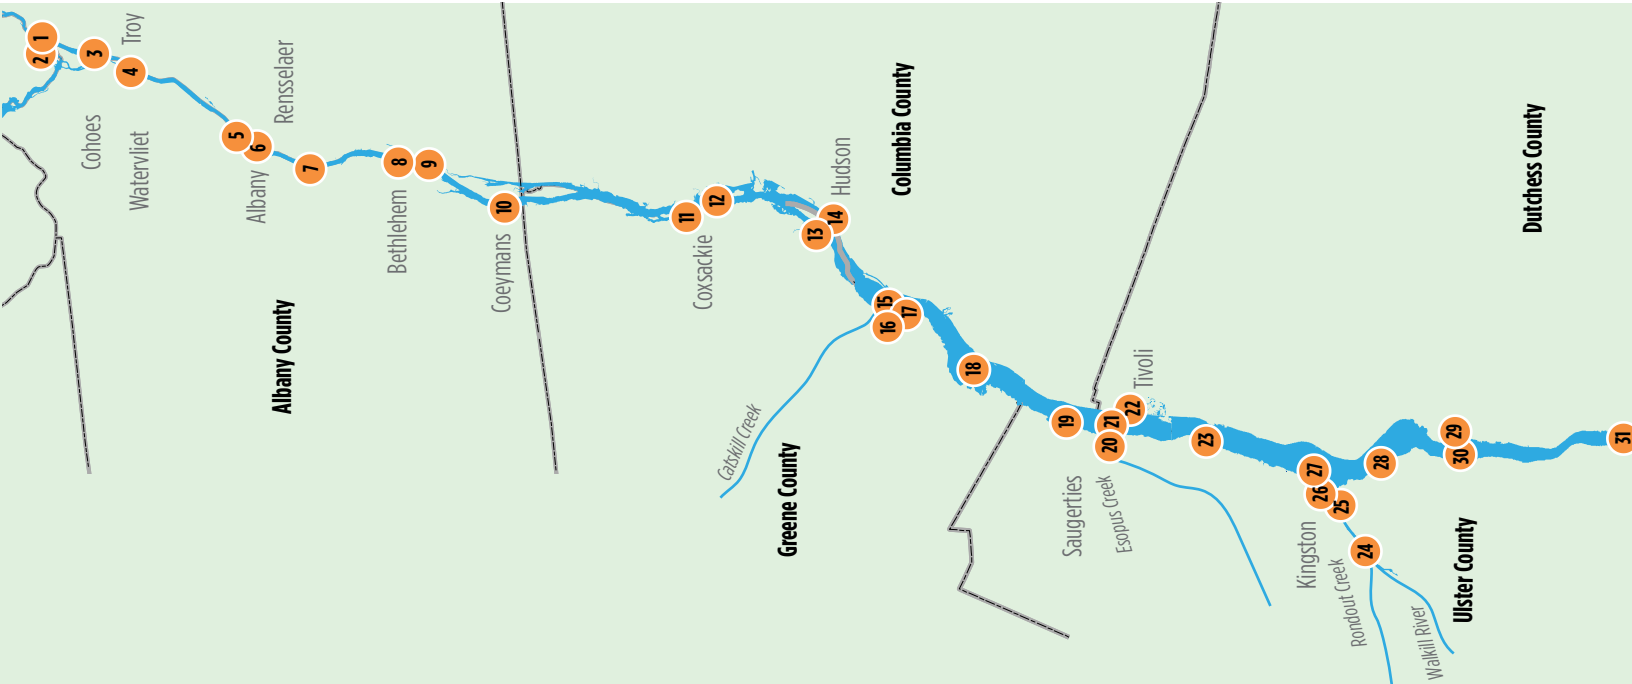 1
2
3
Troy
4
Cohoes
Watervliet
Rensselaer
5
6
Albany
7
Albany County
8
9
Bethlehem
10
Coeymans
11
12
Coxsackie
Hudson
Columbia County
13
14
15
16
17
Catskill Creek
Greene County
18
19
20
21
22
Tivoli
Saugerties
Esopus Creek
23
Dutchess County
24
25
26
27
Kingston
Rondout Creek
Walkill River
Ulster County
28
29
30
31